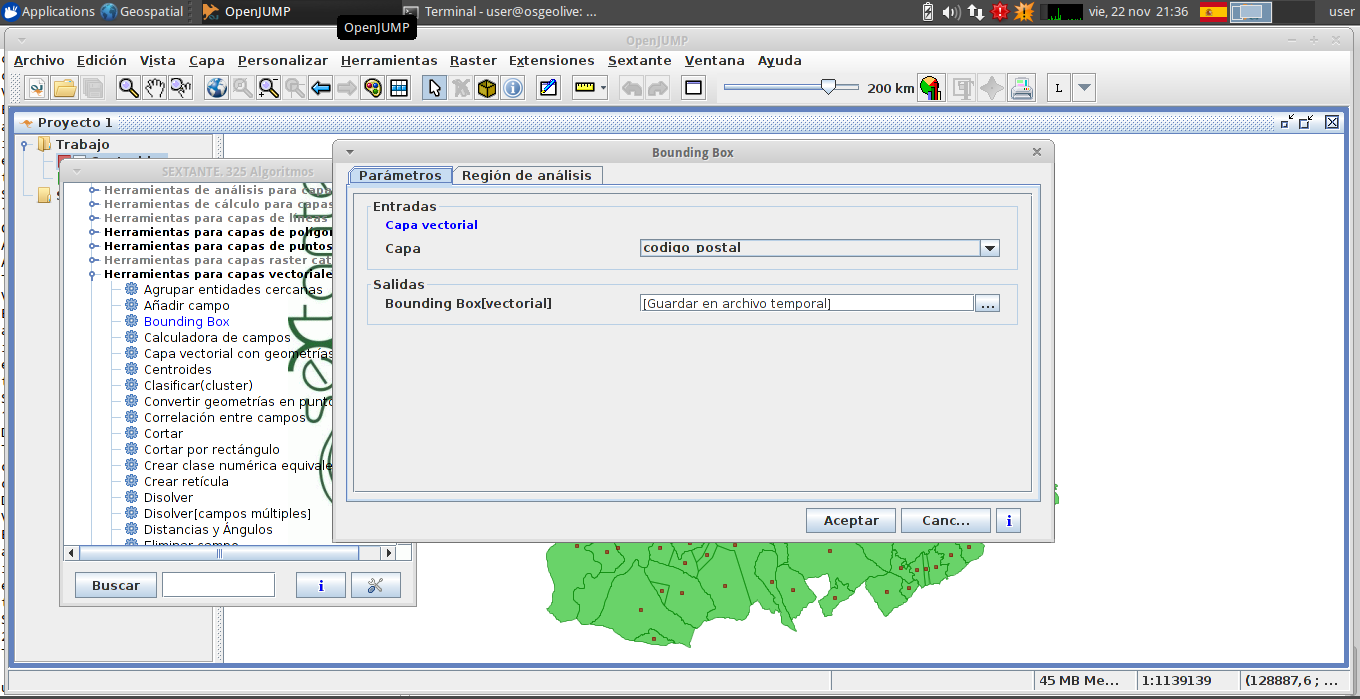 Applications Geospatial OpenJUMP Terminal - user@osgeolive: ... vie, 22 nov 21:36 user
OpenJUMP
OpenJUMP
Archivo Edición Vista Capa Personalizar Herramientas Raster Extensiones Sextante Ventana Ayuda
200 km L
Proyecto 1
Trabajo
SEXTANTE. 325 Algoritmos
Herramientas de análisis para capa
Herramientas de cálculo para capas
Herramientas para capas de líneas
Herramientas para capas de polígo
Herramientas para capas de puntos
Herramientas para capas raster cat
Herramientas para capas vectoriale
Agrupar entidades cercanas
Añadir campo
Bounding Box
Calculadora de campos
Capa vectorial con geometrías
Centroides
Clasificar(cluster)
Convertir geometrías en punto
Correlación entre campos
Cortar
Cortar por rectángulo
Crear clase numérica equivale
Crear retícula
Disolver
Disolver[campos múltiples]
Distancias y Ángulos
Eliminar campo
Buscar i
Bounding Box
Parámetros Región de análisis
Entradas
Capa vectorial
Capa codigo_postal
Salidas
Bounding Box[vectorial] [Guardar en archivo temporal] ...
Aceptar Canc... i
45 MB Me... 1:1139139 (128887,6 ; ...